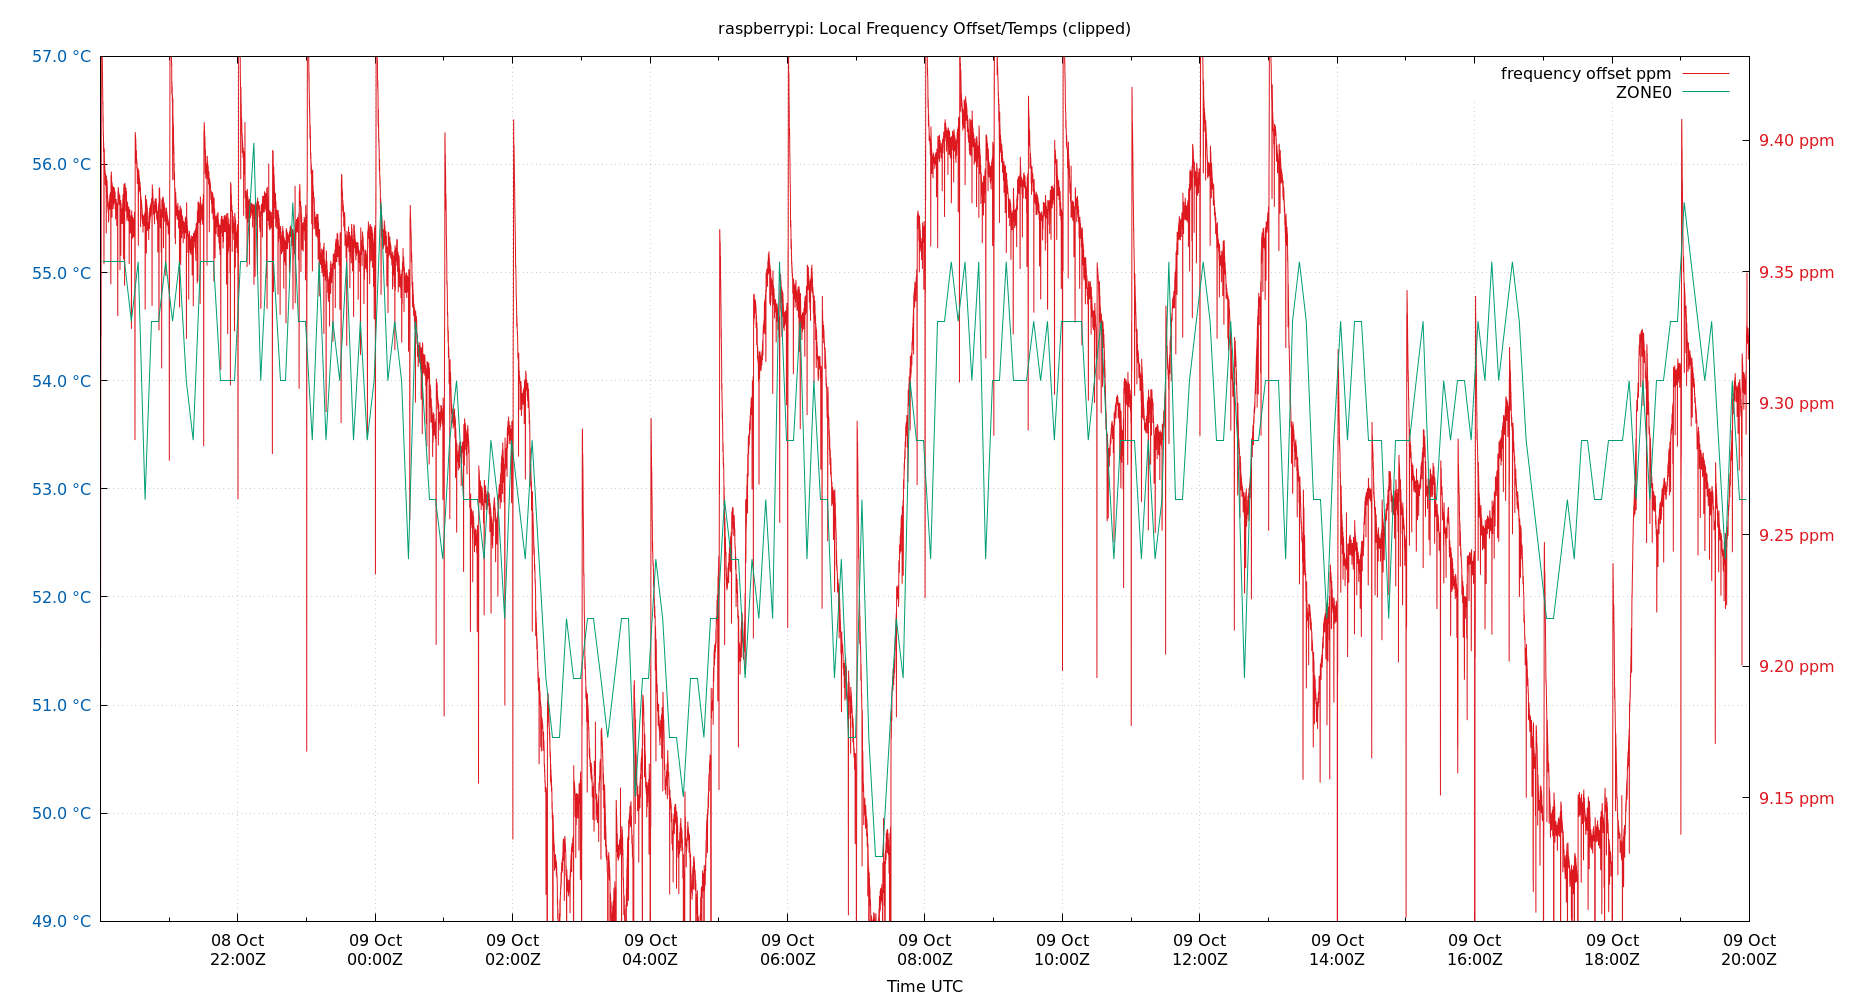 raspberrypi: Local Frequency Offset/Temps (clipped)
frequency offset ppm
ZONE0
57.0 °C
56.0 °C
55.0 °C
54.0 °C
53.0 °C
52.0 °C
51.0 °C
50.0 °C
49.0 °C
9.40 ppm
9.35 ppm
9.30 ppm
9.25 ppm
9.20 ppm
9.15 ppm
08 Oct
22:00Z
09 Oct
00:00Z
09 Oct
02:00Z
09 Oct
04:00Z
09 Oct
06:00Z
09 Oct
08:00Z
09 Oct
10:00Z
09 Oct
12:00Z
09 Oct
14:00Z
09 Oct
16:00Z
09 Oct
18:00Z
09 Oct
20:00Z
Time UTC